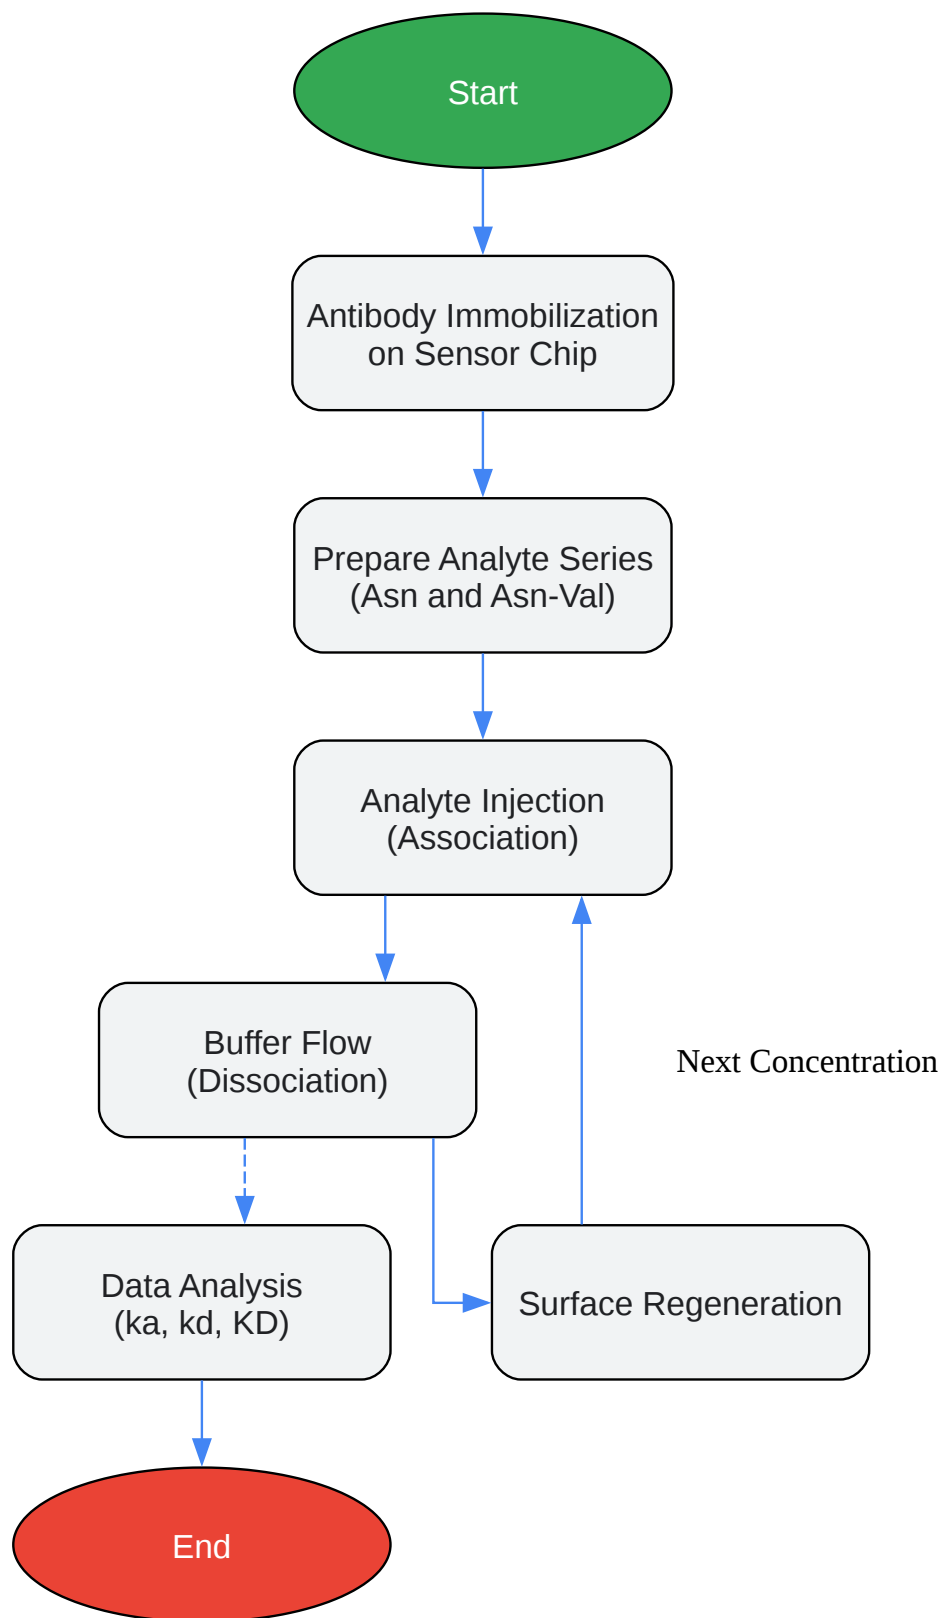 Start
Antibody Immobilization
on Sensor Chip
Prepare Analyte Series
(Asn and Asn-Val)
Analyte Injection
(Association)
Buffer Flow
(Dissociation)
Next Concentration
Data Analysis
(ka, kd, KD)
Surface Regeneration
End